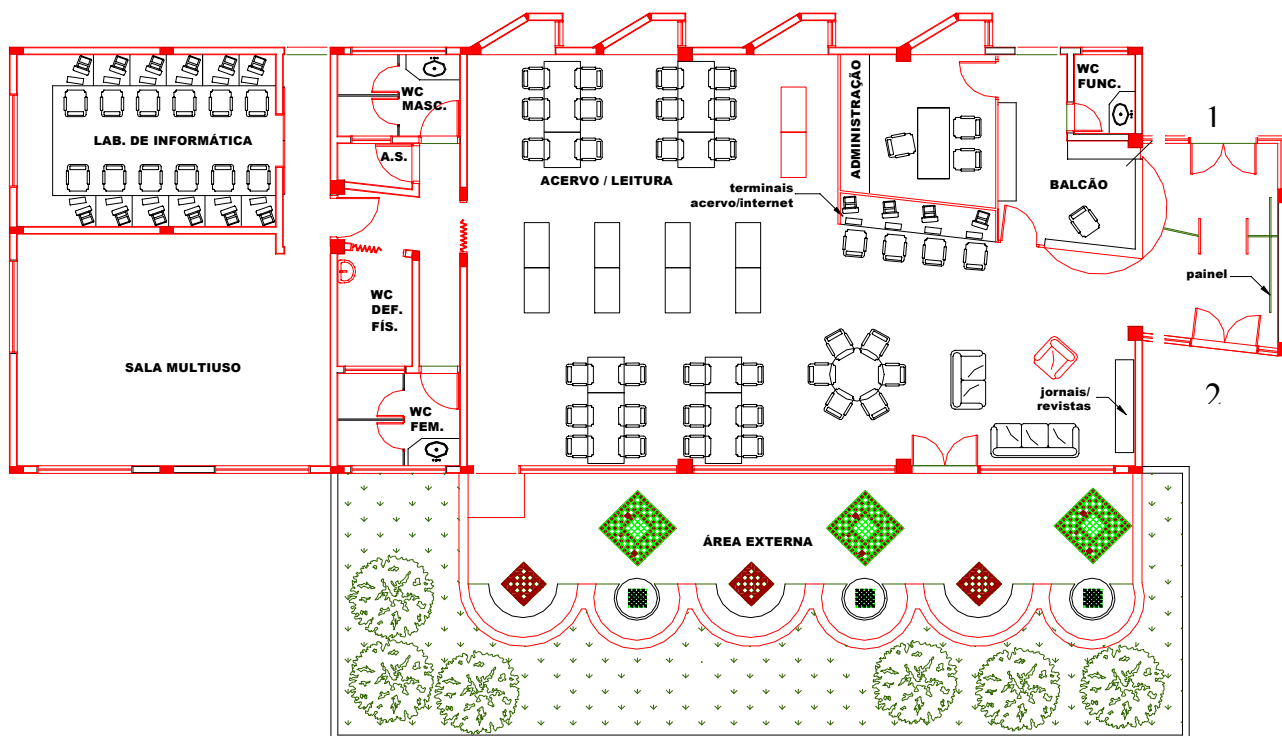 WC
MASC.
LAB. DE INFORMÁTICA
A.S.
ACERVO / LEITURA
terminais
acervo/internet
ADMINISTRAÇÃO
WC
FUNC.
1
BALCÃO
painel
WC
DEF.
FÍS.
SALA MULTIUSO
WC
FEM.
jornais/
revistas
2
ÁREA EXTERNA